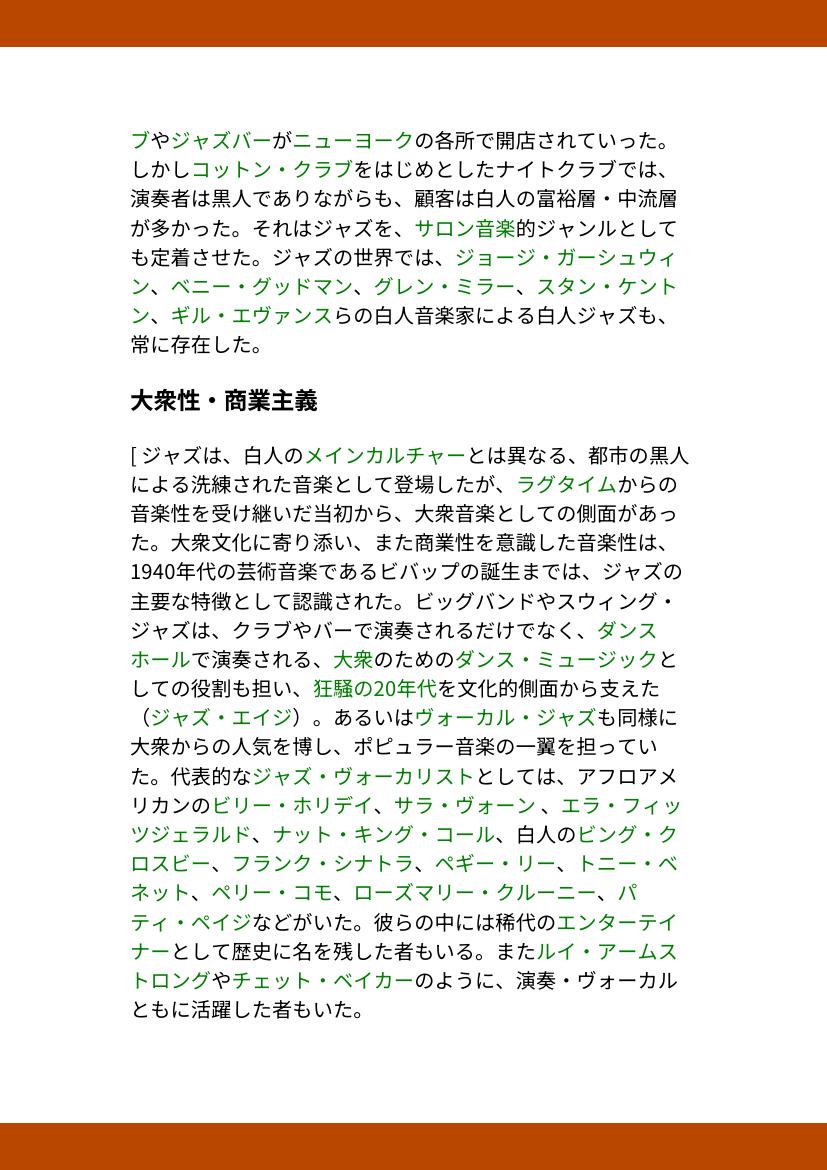 ブやジャズバーがニューヨークの各所で開店されていった。
しかしコットン・クラブをはじめとしたナイトクラブでは、
演奏者は黒人でありながらも、顧客は白人の富裕層・中流層
が多かった。それはジャズを、サロン音楽的ジャンルとして
も定着させた。ジャズの世界では、ジョージ・ガーシュウィ
ン、ベニー・グッドマン、グレン・ミラー、スタン・ケント
ン、ギル・エヴァンスらの白人音楽家による白人ジャズも、
常に存在した。
大衆性・商業主義
[ ジャズは、白人のメインカルチャーとは異なる、都市の黒人
による洗練された音楽として登場したが、ラグタイムからの
音楽性を受け継いだ当初から、大衆音楽としての側面があっ
た。大衆文化に寄り添い、また商業性を意識した音楽性は、
1940年代の芸術音楽であるビバップの誕生までは、ジャズの
主要な特徴として認識された。ビッグバンドやスウィング・
ジャズは、クラブやバーで演奏されるだけでなく、ダンス
ホールで演奏される、大衆のためのダンス・ミュージックと
しての役割も担い、狂騒の20年代を文化的側面から支えた
（ジャズ・エイジ）。あるいはヴォーカル・ジャズも同様に
大衆からの人気を博し、ポピュラー音楽の一翼を担ってい
た。代表的なジャズ・ヴォーカリストとしては、アフロアメ
リカンのビリー・ホリデイ、サラ・ヴォーン 、エラ・フィッ
ツジェラルド、ナット・キング・コール、白人のビング・ク
ロスビー、フランク・シナトラ、ペギー・リー、トニー・ベ
ネット、ペリー・コモ、ローズマリー・クルーニー、パ
ティ・ペイジなどがいた。彼らの中には稀代のエンターテイ
ナーとして歴史に名を残した者もいる。またルイ・アームス
トロングやチェット・ベイカーのように、演奏・ヴォーカル
ともに活躍した者もいた。